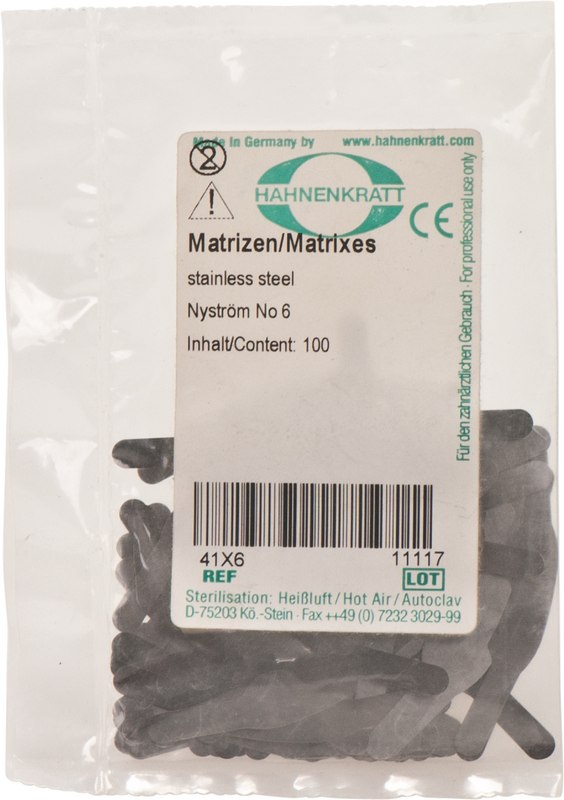 Made In Germany by www.hahnenkratt.com
2
!
HAHNENKRATT
CE
Matrizen/Matrixes
stainless steel
Nyström No 6
Inhalt/Content: 100
Für den zahnärztlichen Gebrauch · For professional use only
41X6 11117
REF LOT
Sterilisation: Heißluft / Hot Air / Autoclav
D-75203 Kö.-Stein · Fax ++49 (0) 7232 3029-99